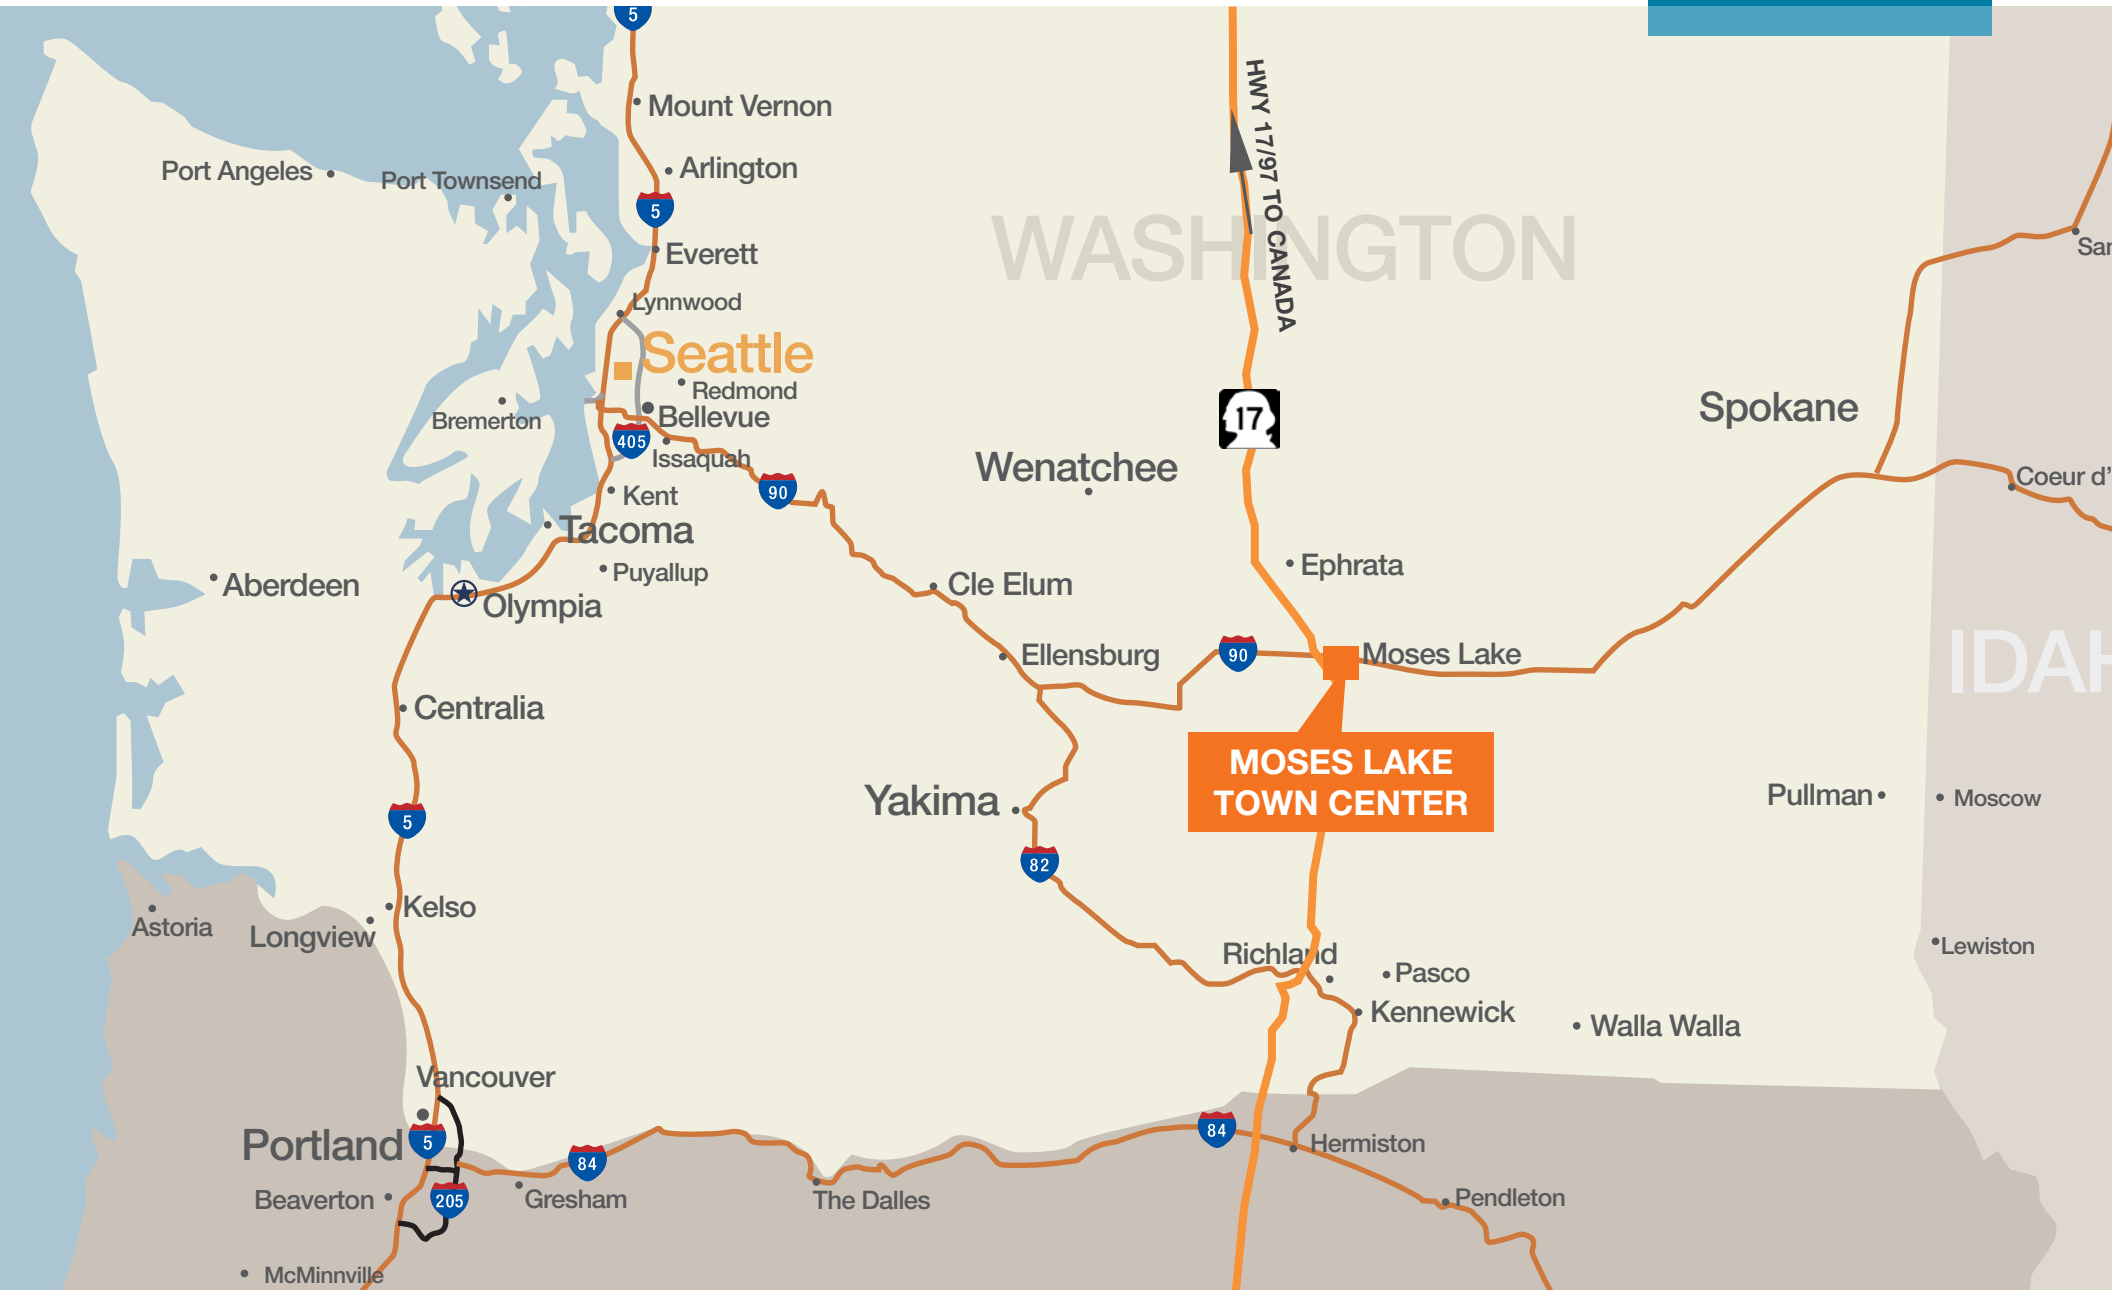 5
Mount Vernon
HWY 17/97 TO CANADA
Port Angeles
Port Townsend
Arlington
5
WASHINGTON
Everett
Lynnwood
Seattle
Redmond
Bremerton
Bellevue
405
Issaquah
17
Spokane
Wenatchee
Coeur d'
90
Kent
Tacoma
Puyallup
Ephrata
Aberdeen
Cle Elum
Olympia
Ellensburg
90
Moses Lake
IDAH
Centralia
MOSES LAKE
TOWN CENTER
Yakima
Pullman
Moscow
5
82
Kelso
Astoria
Longview
Richland
Lewiston
Pasco
Kennewick
Walla Walla
Vancouver
Portland
5
84
84
Hermiston
Beaverton
205
Gresham
The Dalles
Pendleton
McMinnville